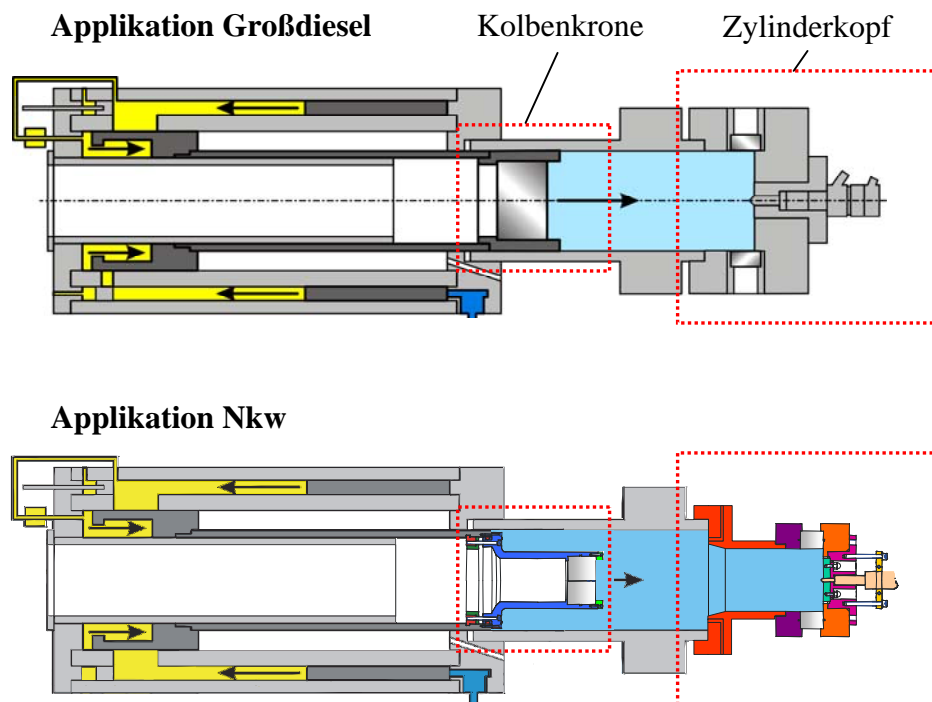 Applikation Großdiesel
Kolbenkrone
Zylinderkopf
Applikation Nkw